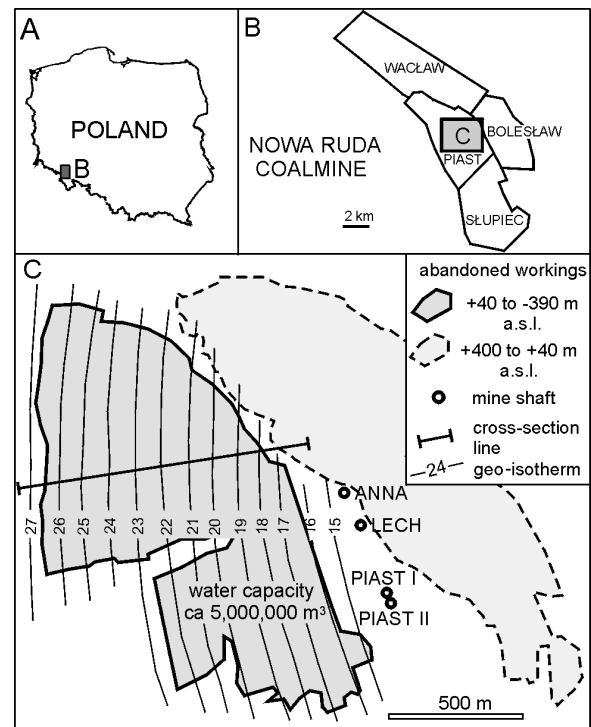 A
POLAND
B
B
WACŁAW
BOLESŁAW
C
PIAST
NOWA RUDA
COALMINE
SŁUPIEC
2 km
C
abandoned workings
+40 to -390 m
a.s.l.
+400 to +40 m
a.s.l.
mine shaft
cross-section
line
24
geo-isotherm
27
26
25
24
23
22
21
20
19
18
17
16
15
ANNA
LECH
PIAST I
PIAST II
water capacity
ca 5,000,000 m³
500 m